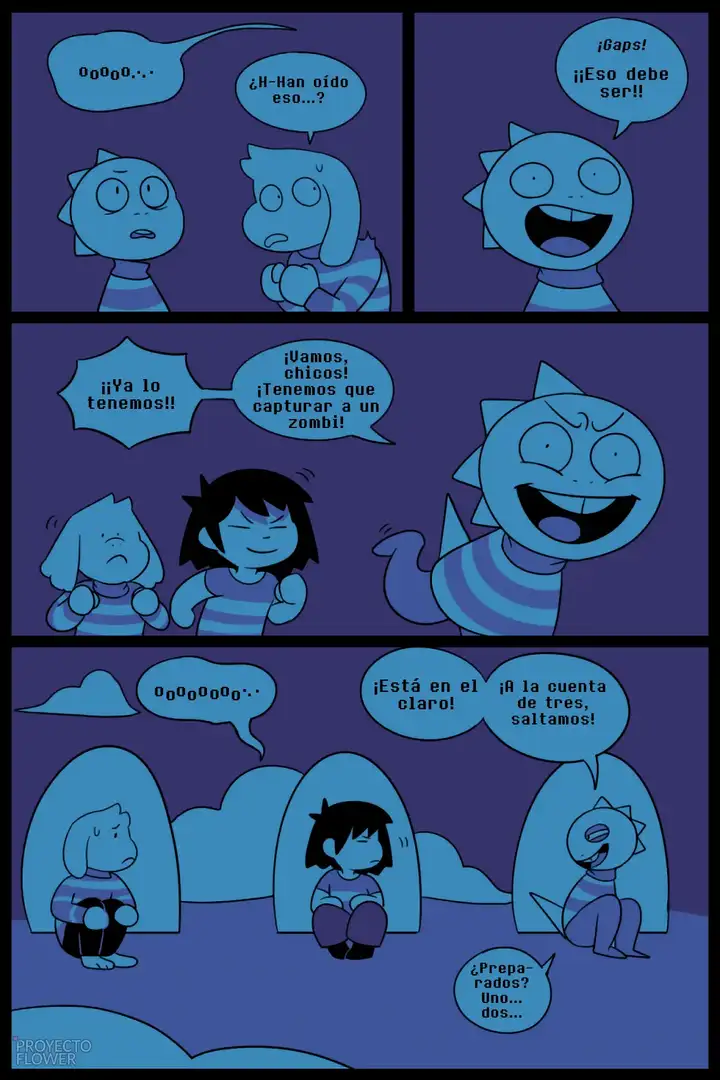 ooooo...
¿H-Han oído
eso...?
¡Gaps!
¡¡Eso debe
ser!!
¡¡Ya lo
tenemos!!
¡Vamos,
chicos!
¡Tenemos que
capturar a un
zombi!
oooooooo...
¡Está en el
claro!
¡A la cuenta
de tres,
saltamos!
¿Prepa-
rados?
Uno...
dos...
PROYECTO
FLOWER